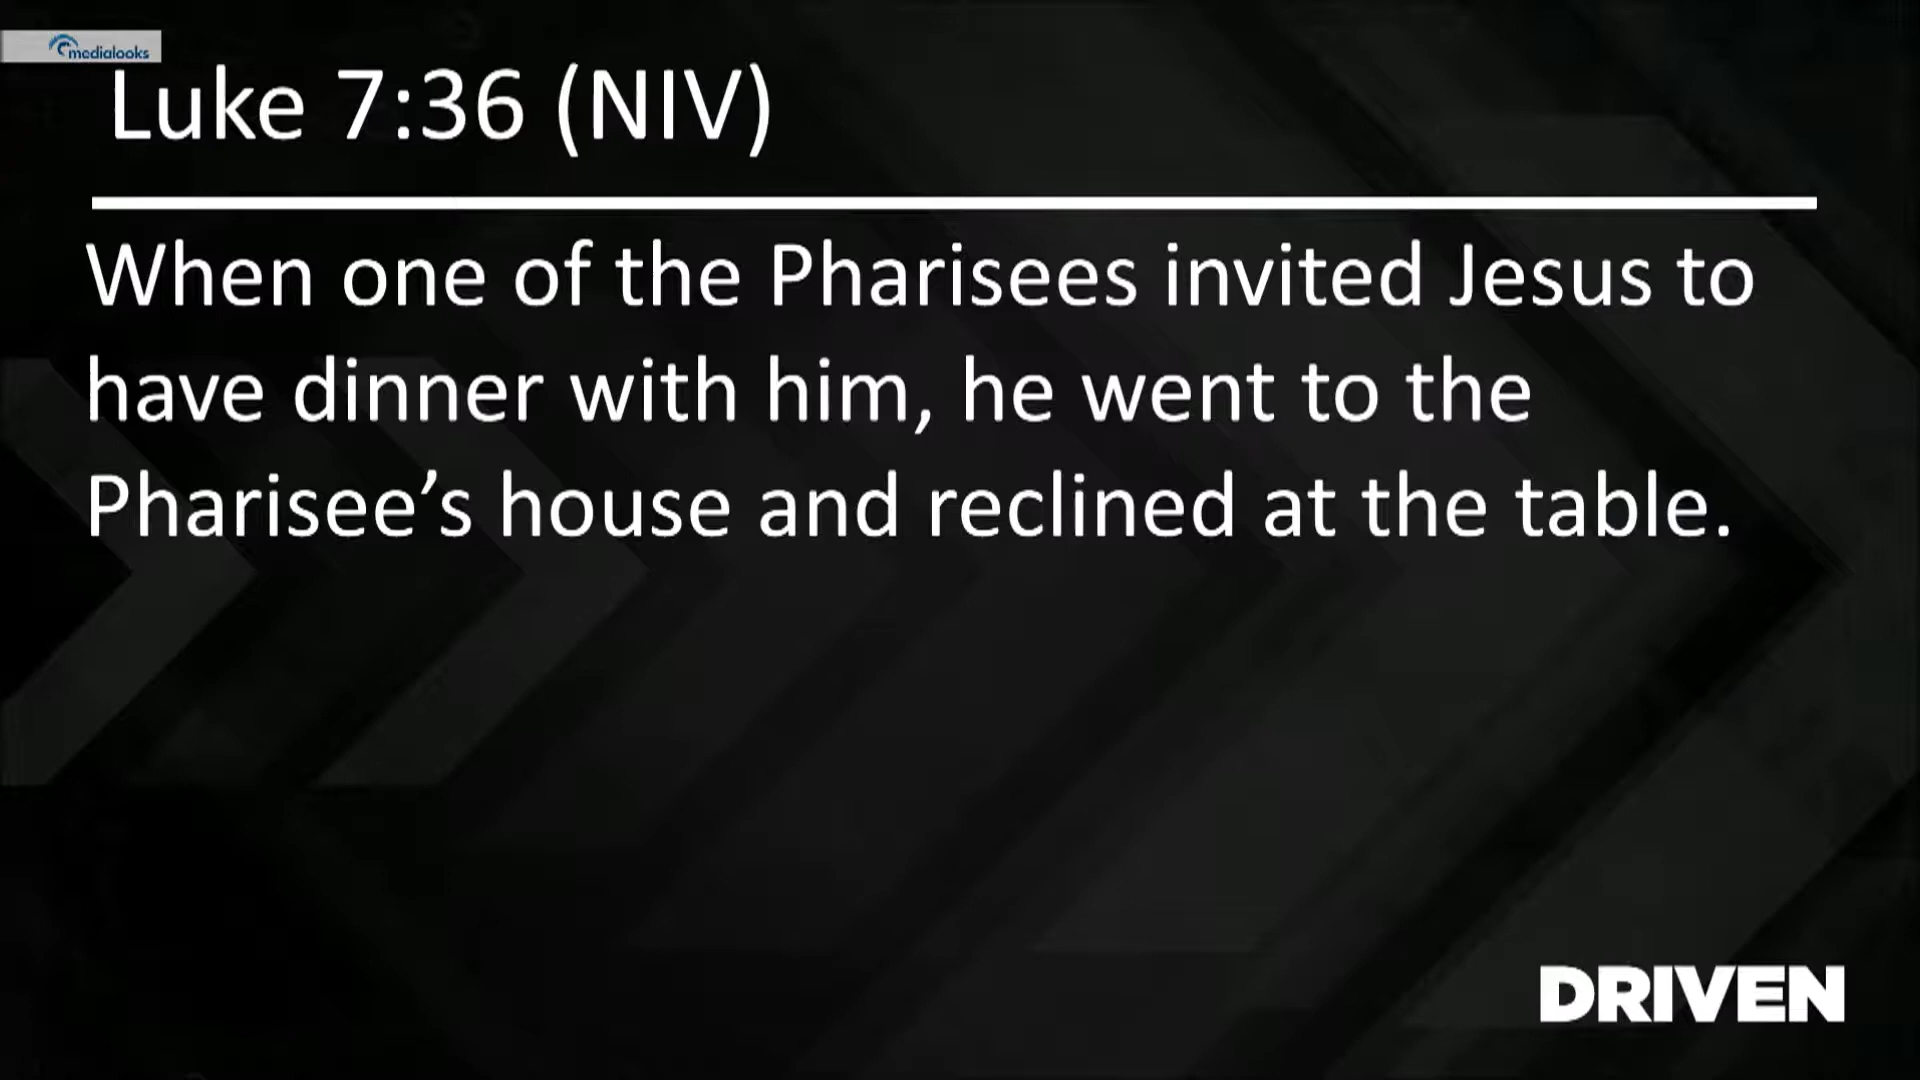 medialooks
Luke 7:36 (NIV)
When one of the Pharisees invited Jesus to
have dinner with him, he went to the
Pharisee’s house and reclined at the table.
DRIVEN